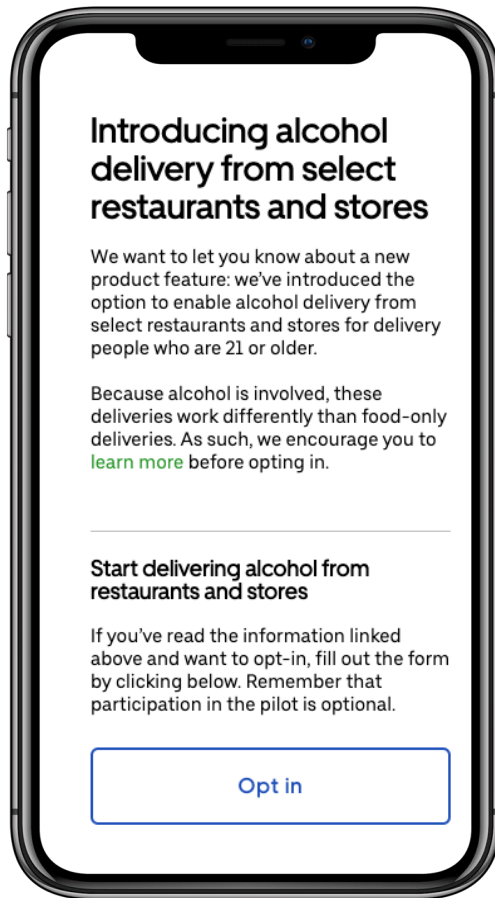 Introducing alcohol
delivery from select
restaurants and stores
We want to let you know about a new
product feature: we’ve introduced the
option to enable alcohol delivery from
select restaurants and stores for delivery
people who are 21 or older.
Because alcohol is involved, these
deliveries work differently than food-only
deliveries. As such, we encourage you to
learn more before opting in.
Start delivering alcohol from
restaurants and stores
If you’ve read the information linked
above and want to opt-in, fill out the form
by clicking below. Remember that
participation in the pilot is optional.
Opt in